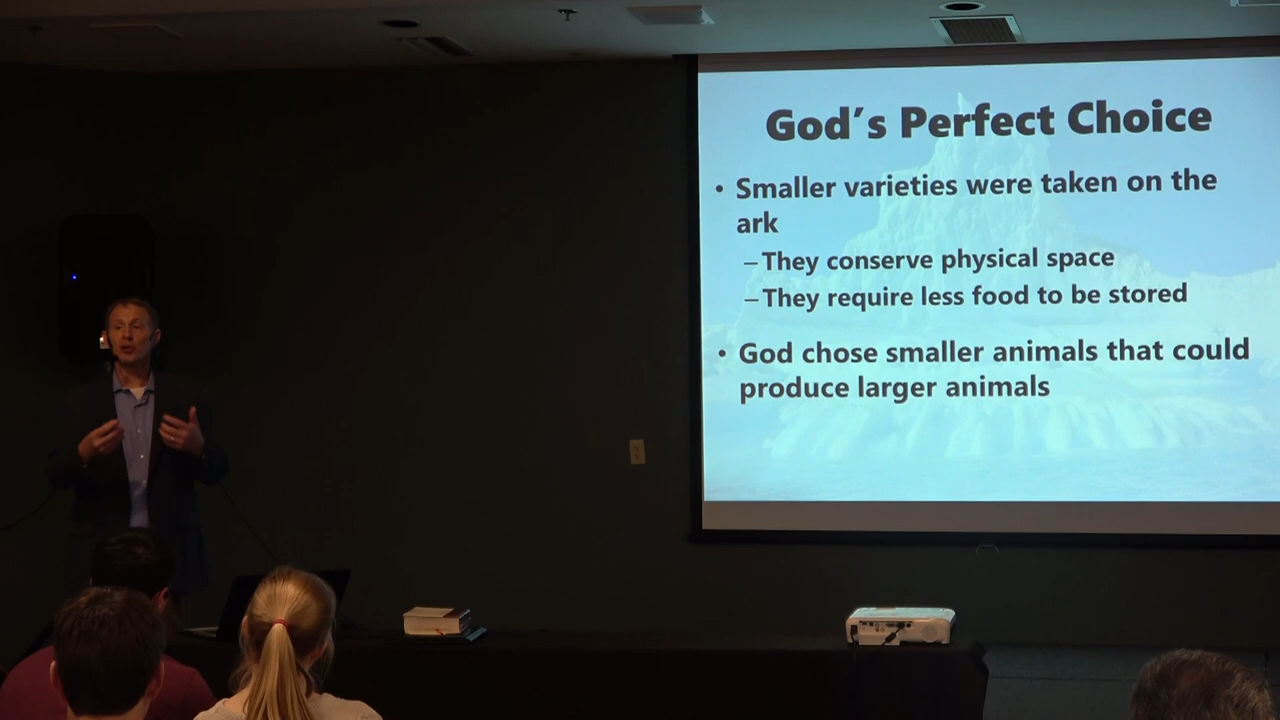 God's Perfect Choice
• Smaller varieties were taken on the
ark
–They conserve physical space
–They require less food to be stored
• God chose smaller animals that could
produce larger animals